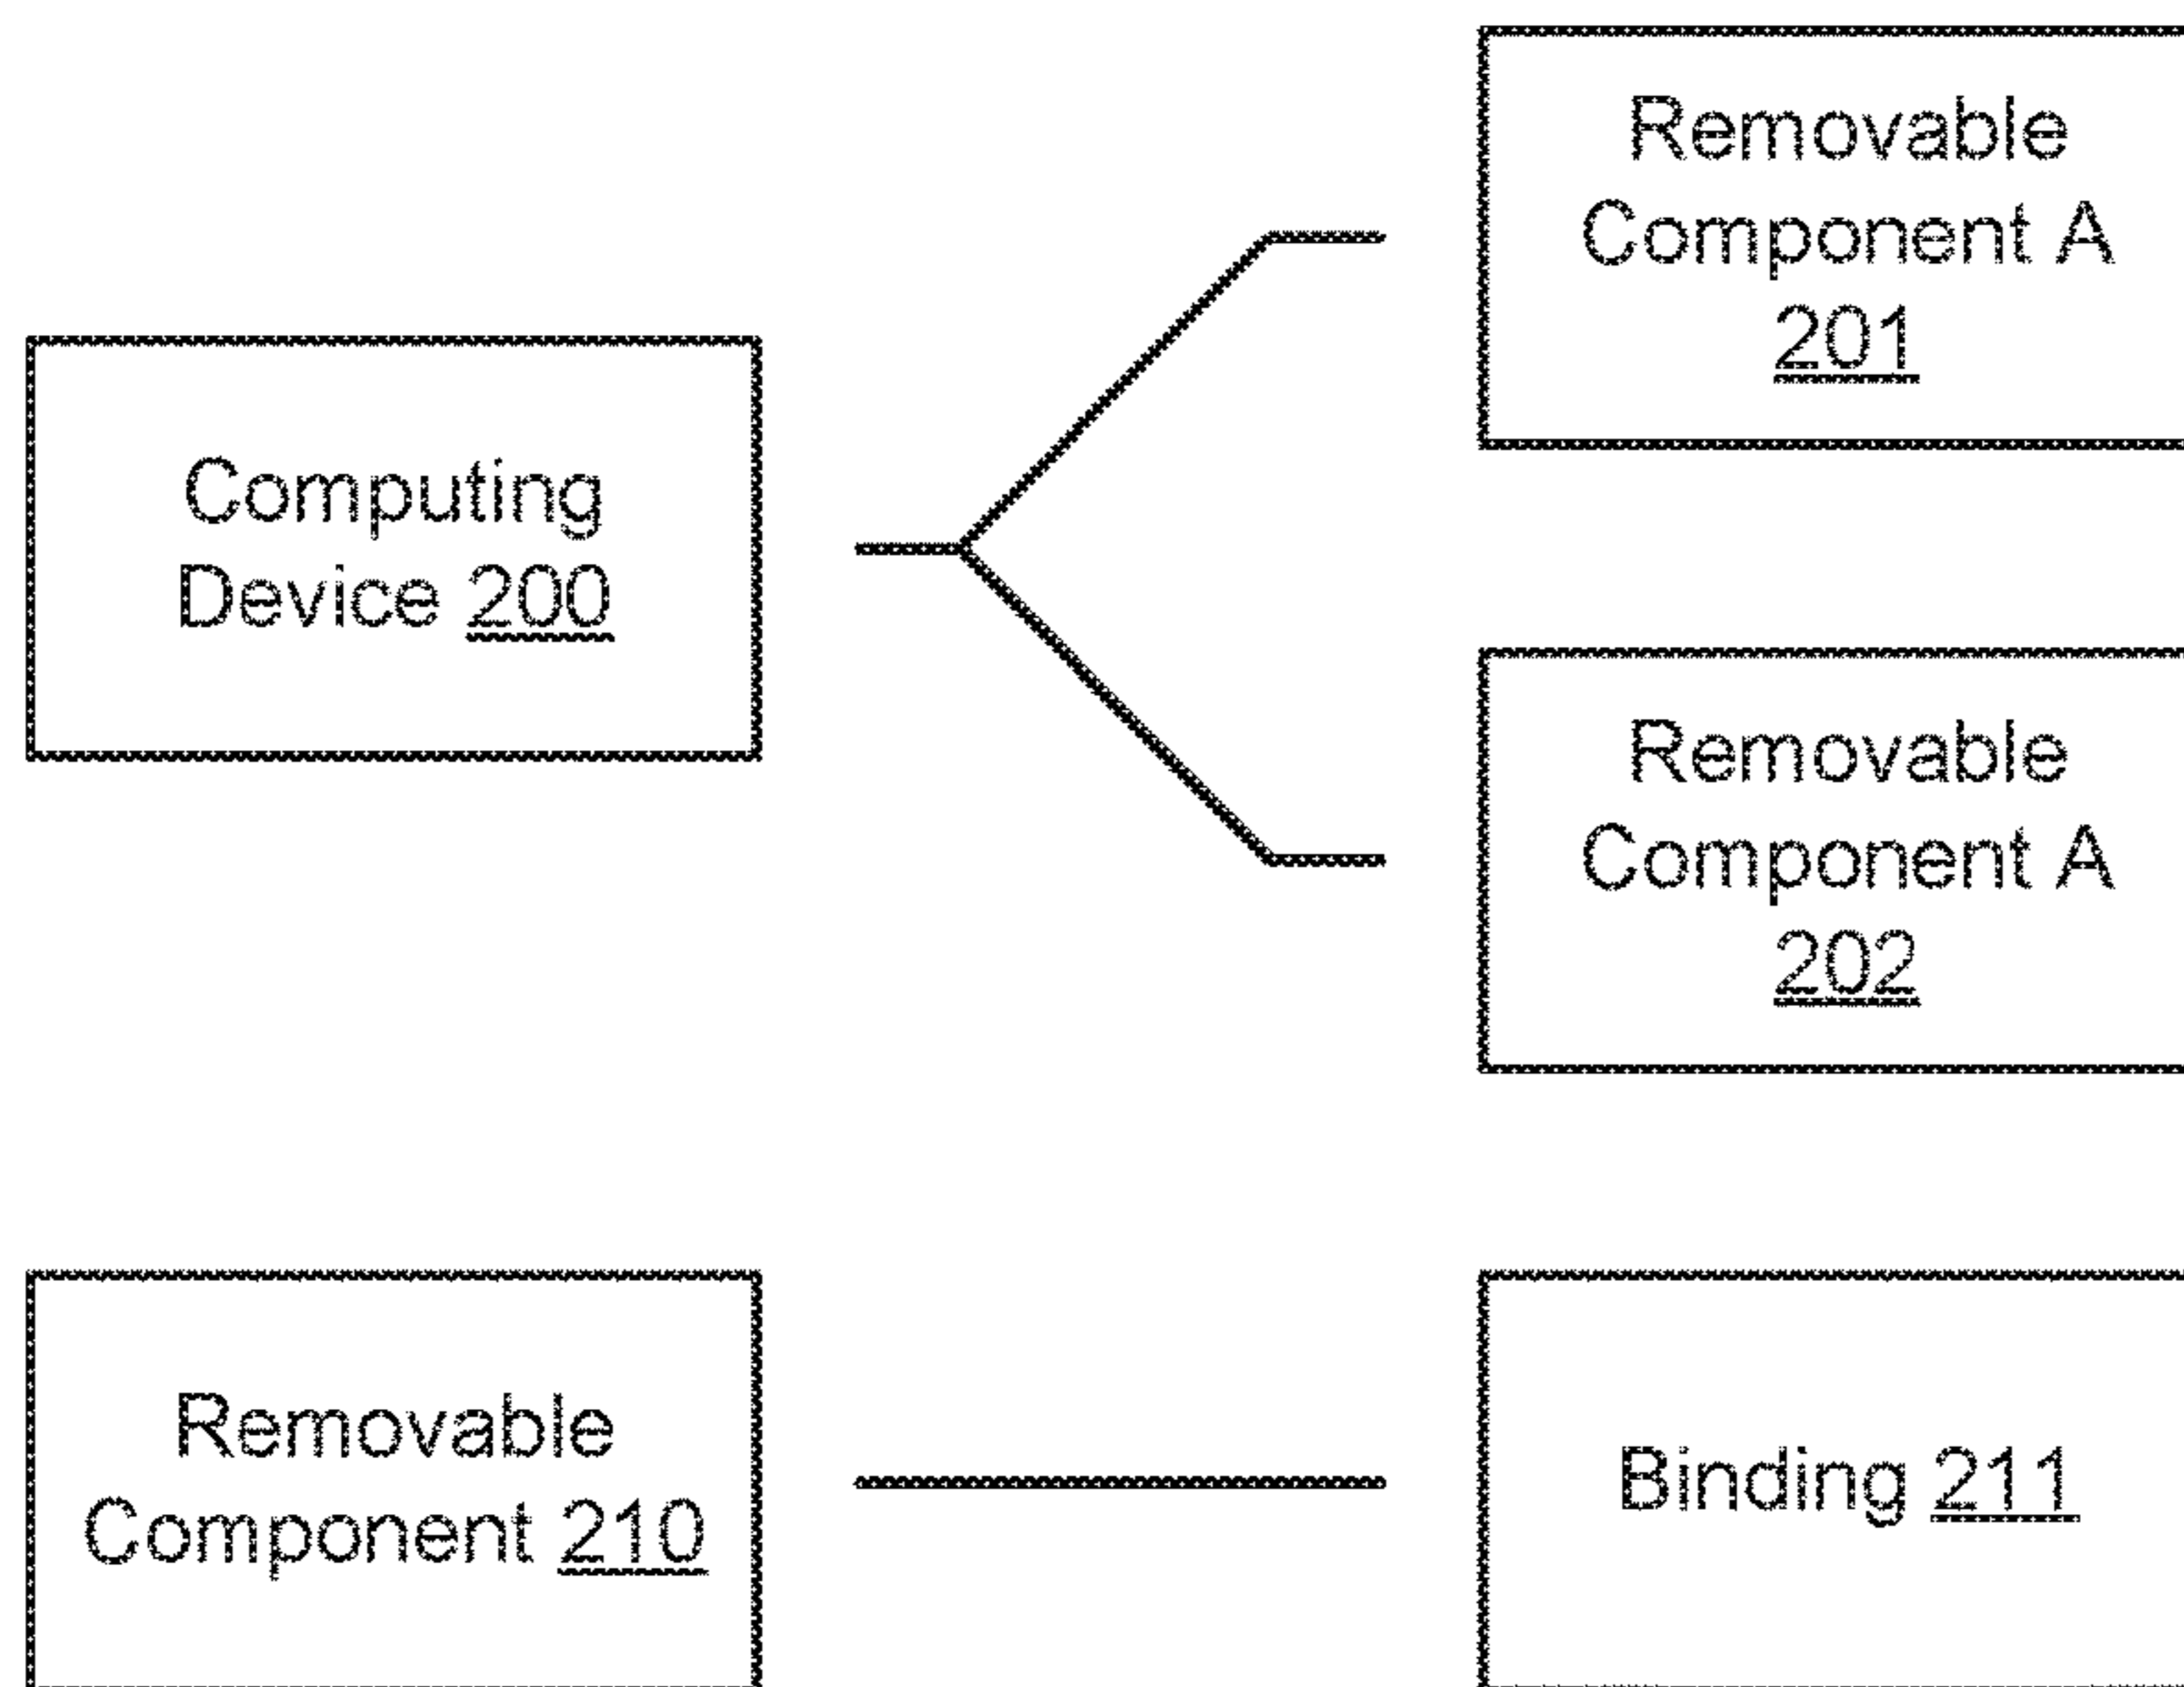 Removable
Component A
201
Computing
Device 200
Removable
Component A
202
Removable
Component 210
Binding 211